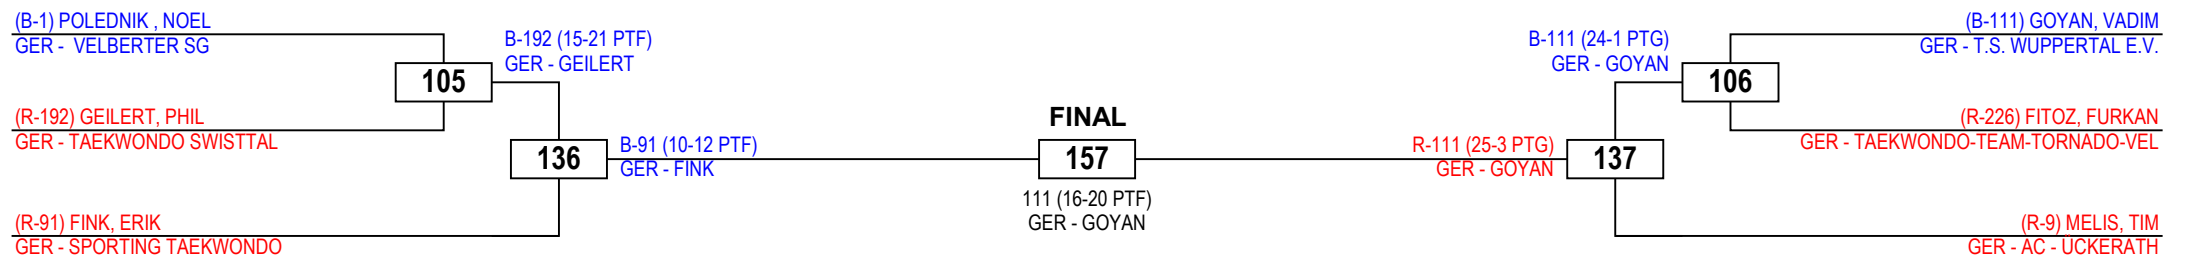 (B-1) POLEDNIK , NOEL
GER -  VELBERTER SG
B-192 (15-21 PTF)
GER - GEILERT
105
(R-192) GEILERT, PHIL
GER - TAEKWONDO SWISTTAL
136
B-91 (10-12 PTF)
GER - FINK
(R-91) FINK, ERIK
GER - SPORTING TAEKWONDO
FINAL
157
111 (16-20 PTF)
GER - GOYAN
(B-111) GOYAN, VADIM
GER - T.S. WUPPERTAL E.V.
B-111 (24-1 PTG)
GER - GOYAN
106
(R-226) FITOZ, FURKAN
GER - TAEKWONDO-TEAM-TORNADO-VEL
R-111 (25-3 PTG)
GER - GOYAN
137
(R-9) MELIS, TIM
GER - AC - ÜCKERATH